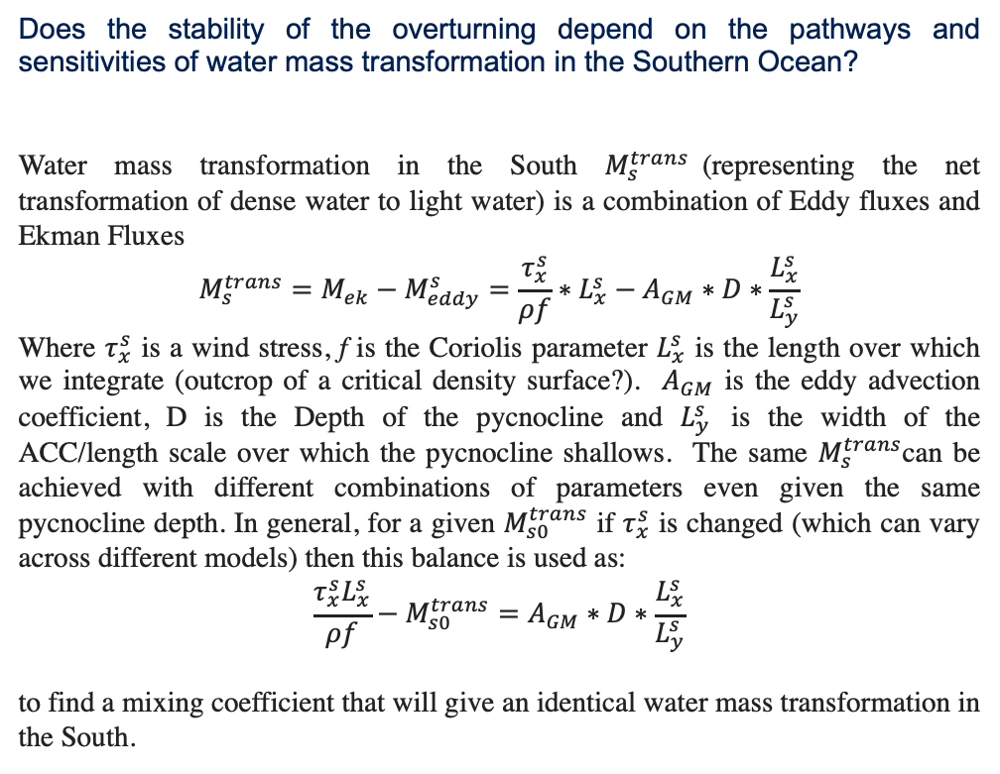 Does the stability of the overturning depend on the pathways and
sensitivities of water mass transformation in the Southern Ocean?
Water mass transformation in the South $M_s^{trans}$ (representing the net
transformation of dense water to light water) is a combination of Eddy fluxes and
Ekman Fluxes
$M_s^{trans} = M_{ek} - M_{eddy}^s = \frac{\tau_x^s}{\rho f} * L_x^s - A_{GM} * D * \frac{L_x^s}{L_y^s}$
Where $\tau_x^s$ is a wind stress, $f$ is the Coriolis parameter $L_x^s$ is the length over which
we integrate (outcrop of a critical density surface?). $A_{GM}$ is the eddy advection
coefficient, D is the Depth of the pycnocline and $L_y^s$ is the width of the
ACC/length scale over which the pycnocline shallows. The same $M_s^{trans}$ can be
achieved with different combinations of parameters even given the same
pycnocline depth. In general, for a given $M_{s0}^{trans}$ if $\tau_x^s$ is changed (which can vary
across different models) then this balance is used as:
$\frac{\tau_x^s L_x^s}{\rho f} - M_{s0}^{trans} = A_{GM} * D * \frac{L_x^s}{L_y^s}$
to find a mixing coefficient that will give an identical water mass transformation in
the South.